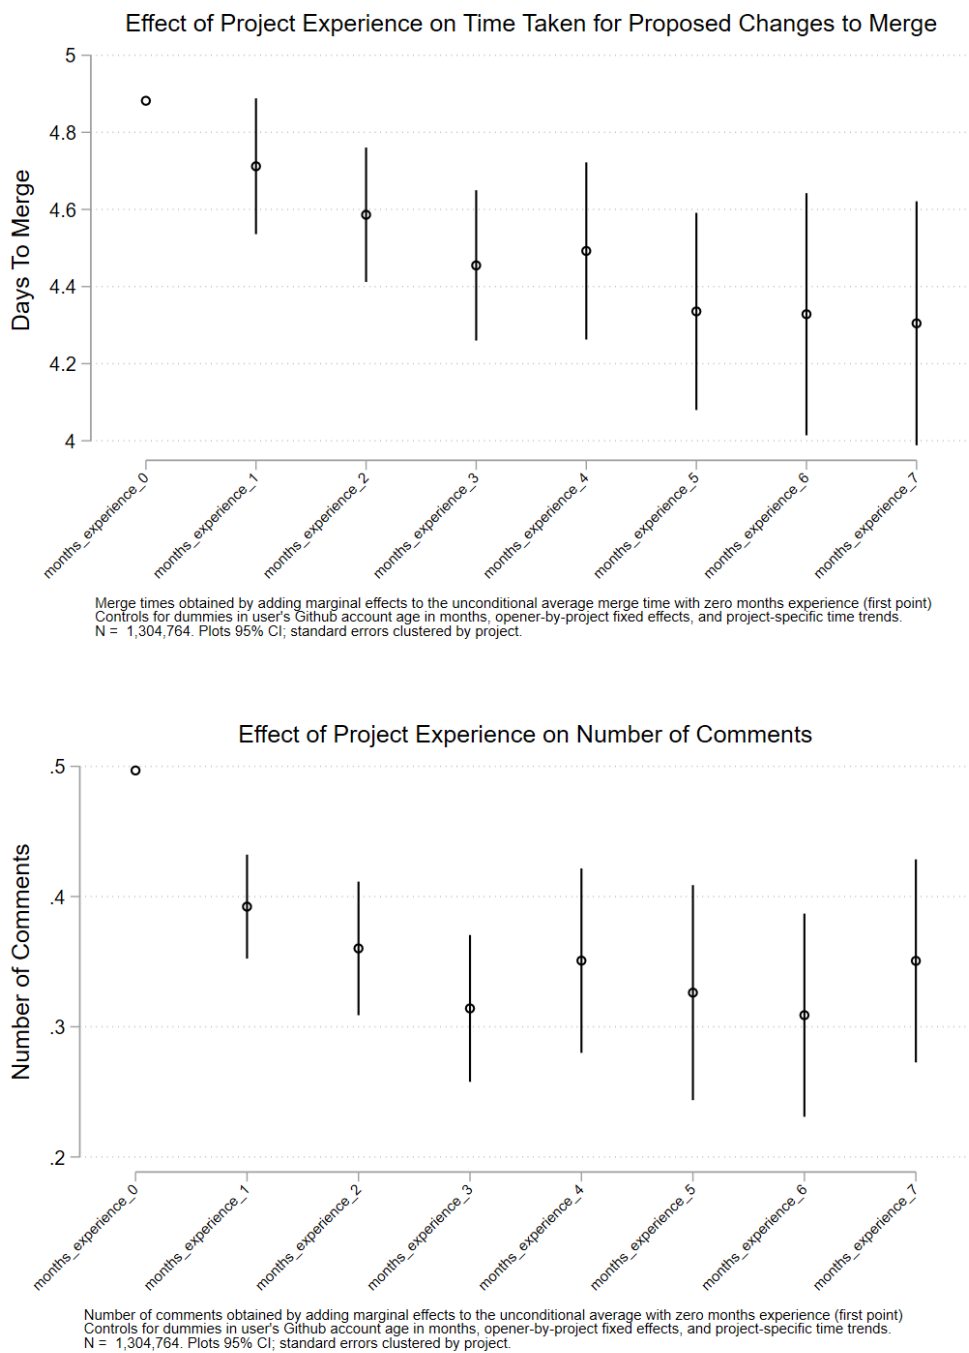 Effect of Project Experience on Time Taken for Proposed Changes to Merge
5
4.8
4.6
4.4
4.2
4
Days To Merge
months_experience_0
months_experience_1
months_experience_2
months_experience_3
months_experience_4
months_experience_5
months_experience_6
months_experience_7
Merge times obtained by adding marginal effects to the unconditional average merge time with zero months experience (first point)
Controls for dummies in user's Github account age in months, opener-by-project fixed effects, and project-specific time trends.
N = 1,304,764. Plots 95% CI; standard errors clustered by project.
Effect of Project Experience on Number of Comments
.5
.4
.3
.2
Number of Comments
months_experience_0
months_experience_1
months_experience_2
months_experience_3
months_experience_4
months_experience_5
months_experience_6
months_experience_7
Number of comments obtained by adding marginal effects to the unconditional average with zero months experience (first point)
Controls for dummies in user's Github account age in months, opener-by-project fixed effects, and project-specific time trends.
N = 1,304,764. Plots 95% CI; standard errors clustered by project.